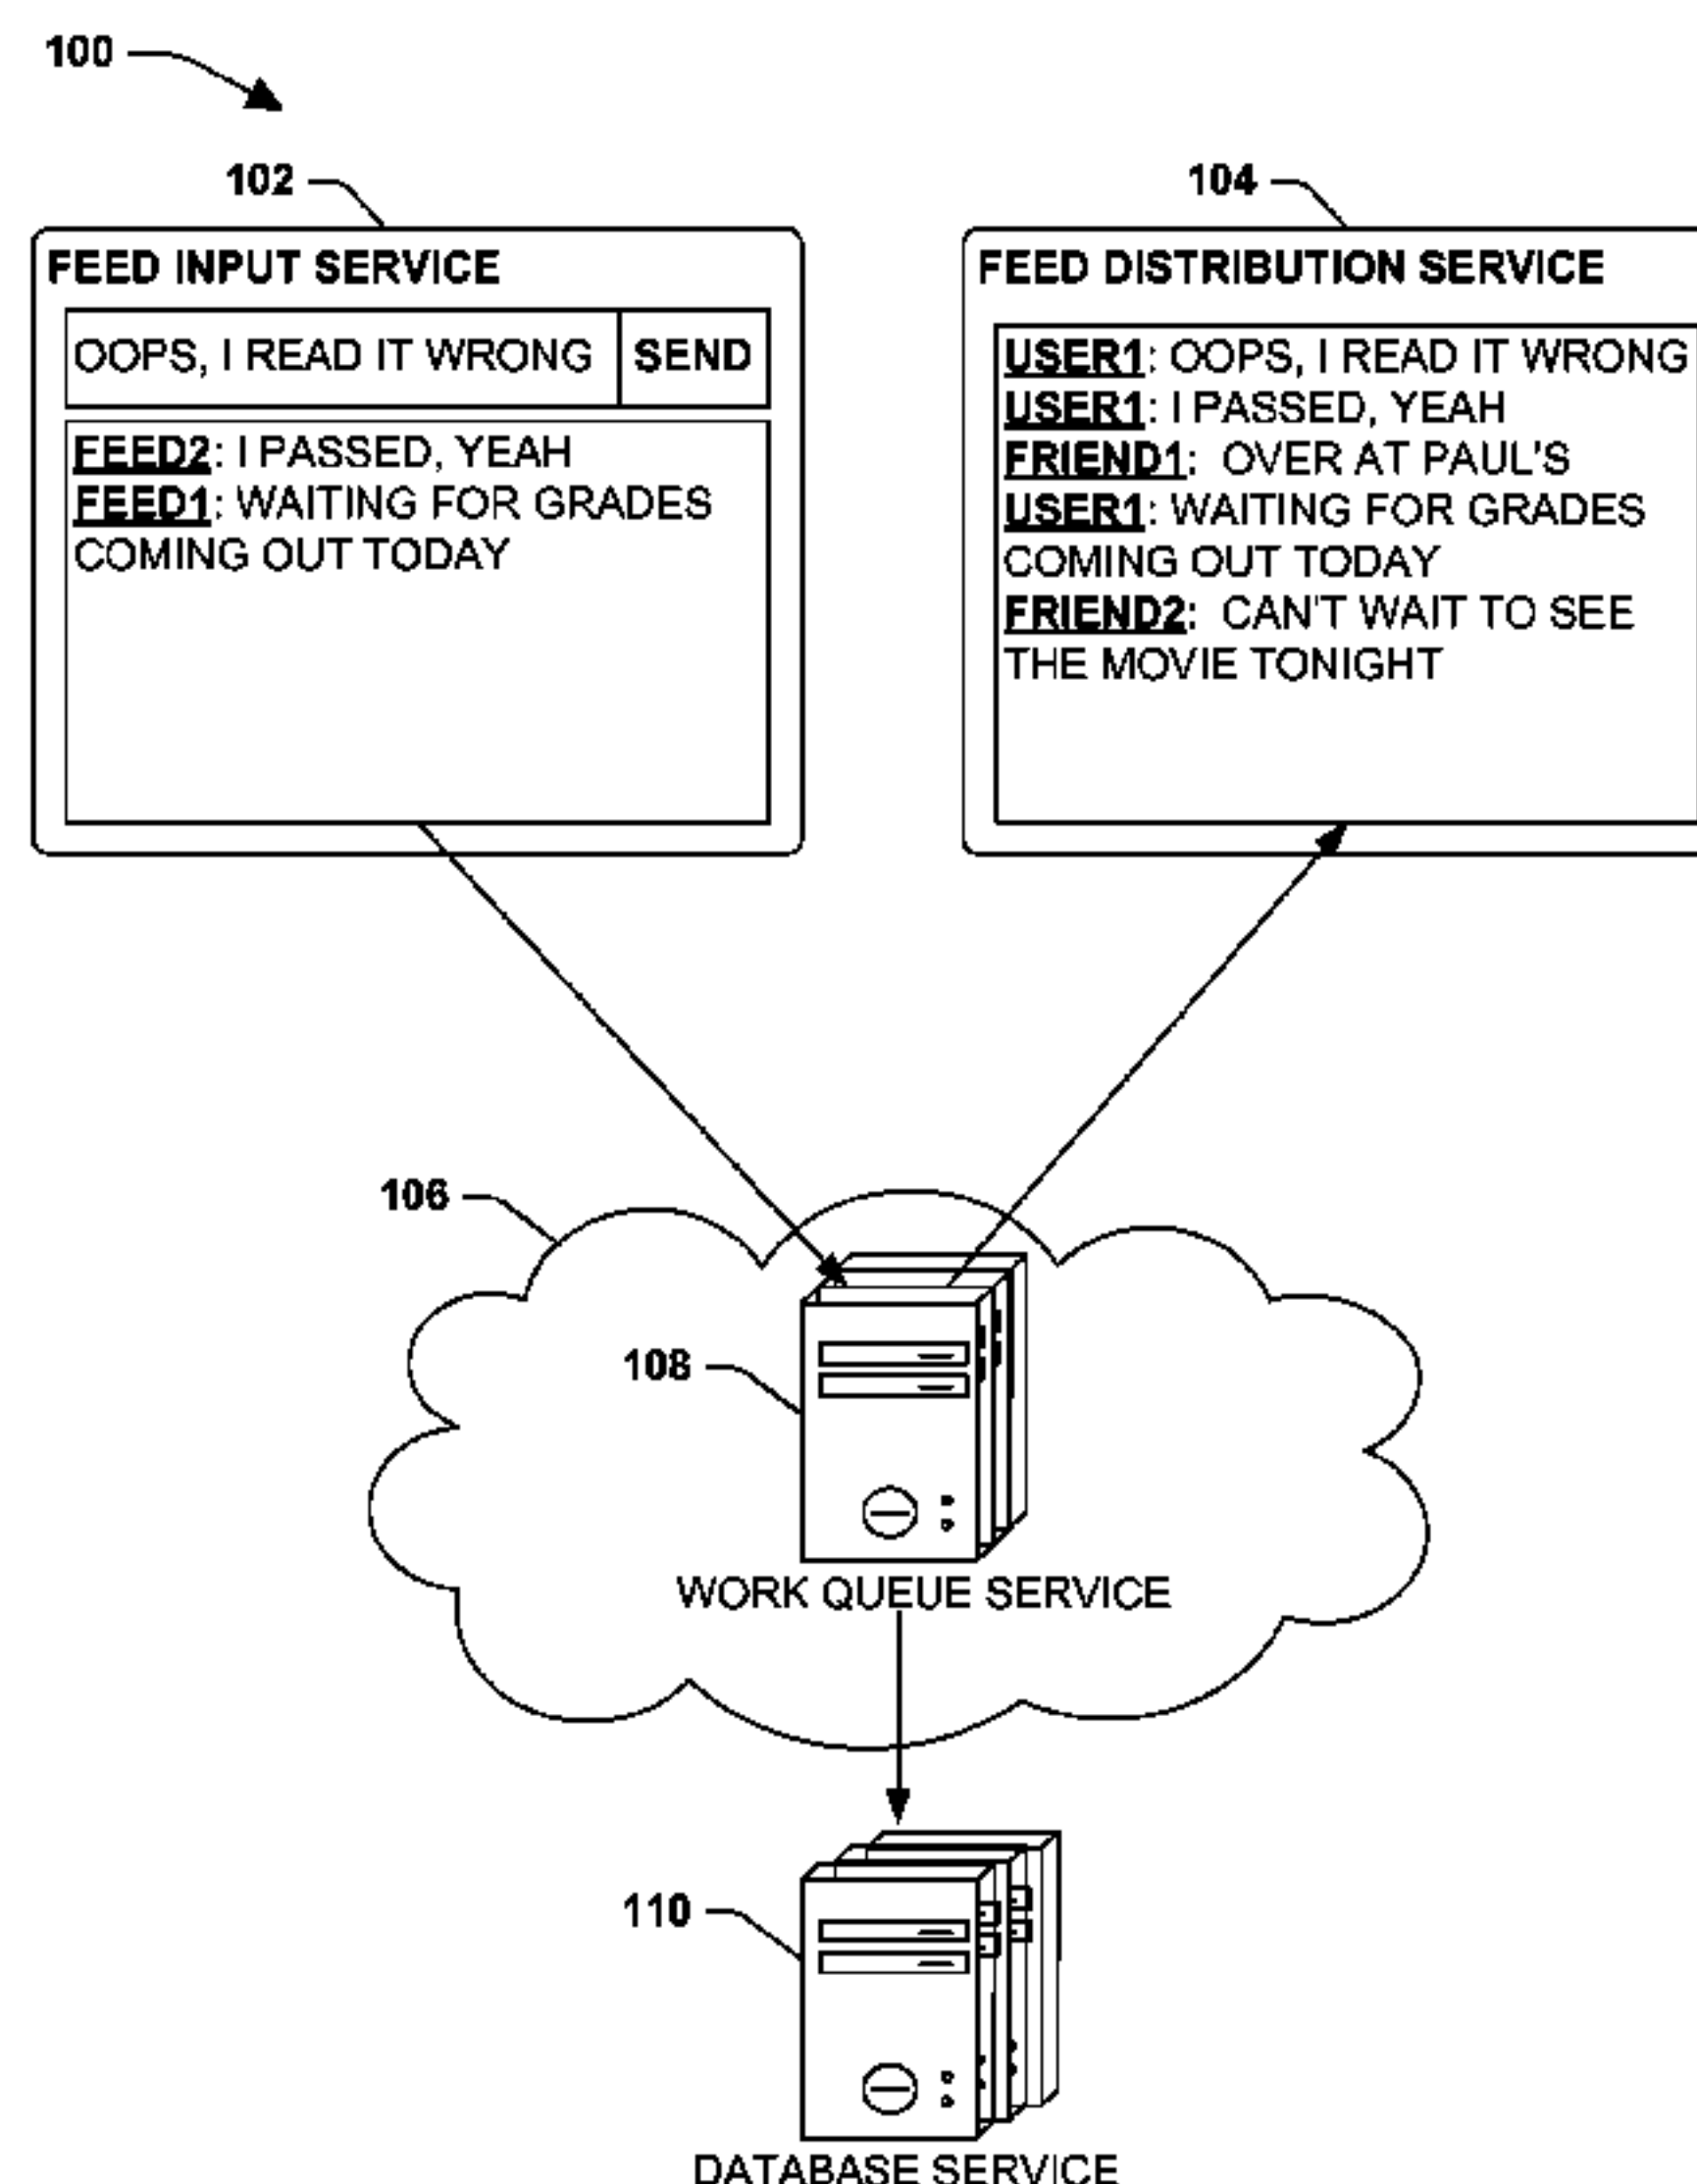 100
102
FEED INPUT SERVICE
OOPS, I READ IT WRONG SEND
FEED2: I PASSED, YEAH
FEED1: WAITING FOR GRADES
COMING OUT TODAY
104
FEED DISTRIBUTION SERVICE
USER1: OOPS, I READ IT WRONG
USER1: I PASSED, YEAH
FRIEND1: OVER AT PAUL'S
USER1: WAITING FOR GRADES
COMING OUT TODAY
FRIEND2: CAN'T WAIT TO SEE
THE MOVIE TONIGHT
106
108
WORK QUEUE SERVICE
110
DATABASE SERVICE